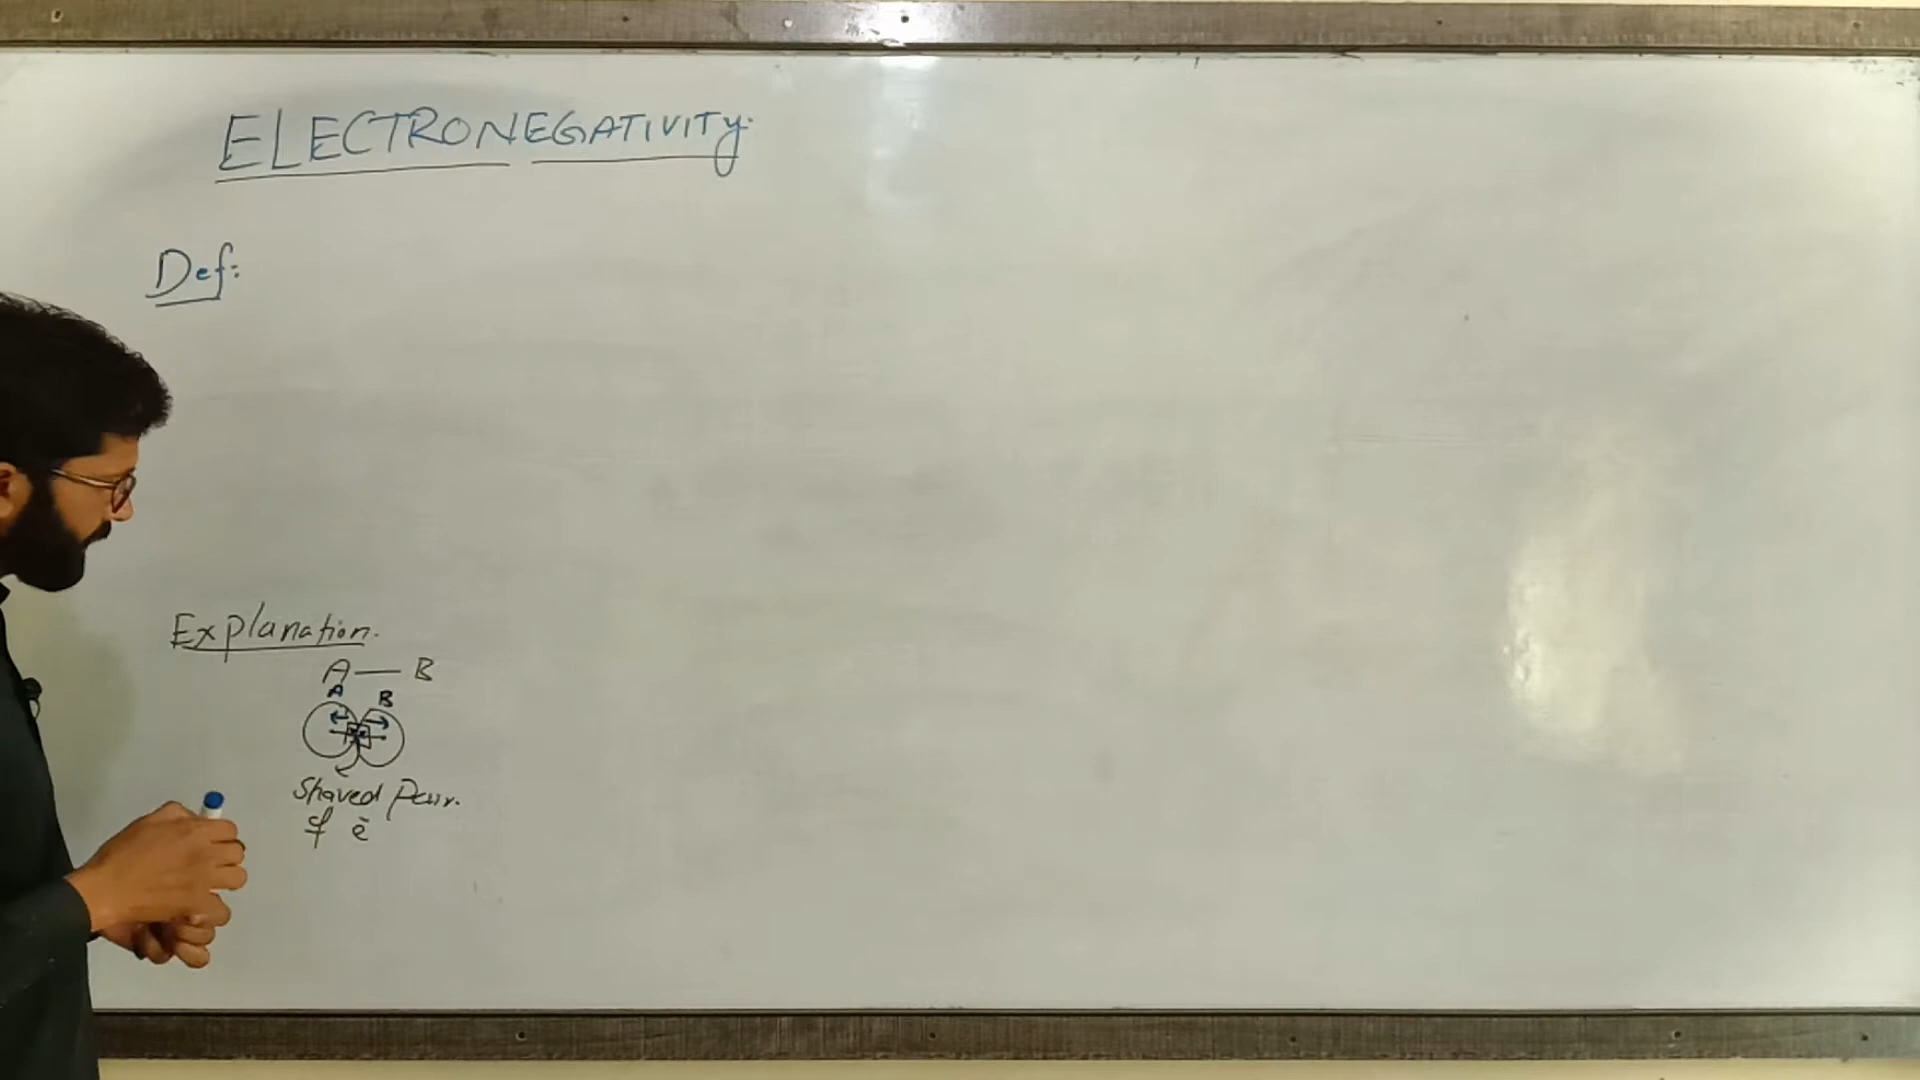 ELECTRONEGATIVITY.
Def:
Explanation.
A — B
A B
Shared Pair.
of e⁻